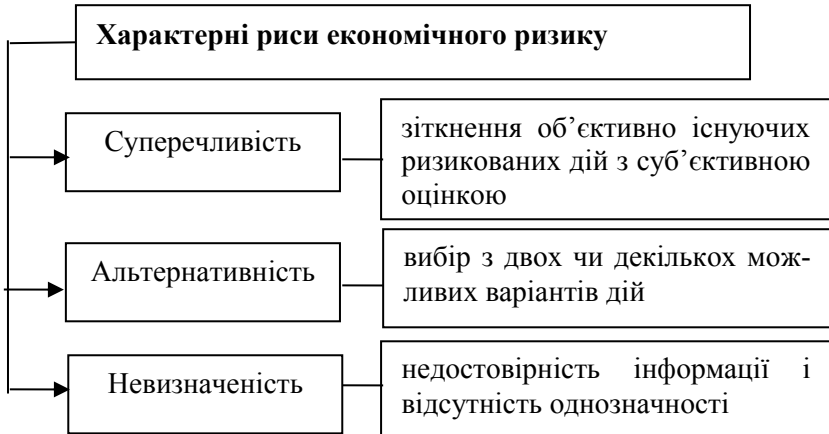 Характерні риси економічного ризику
Суперечливість
зіткнення об’єктивно існуючих
ризикованих дій з суб’єктивною
оцінкою
Альтернативність
вибір з двох чи декількох мож-
ливих варіантів дій
Невизначеність
недостовірність інформації і
відсутність однозначності